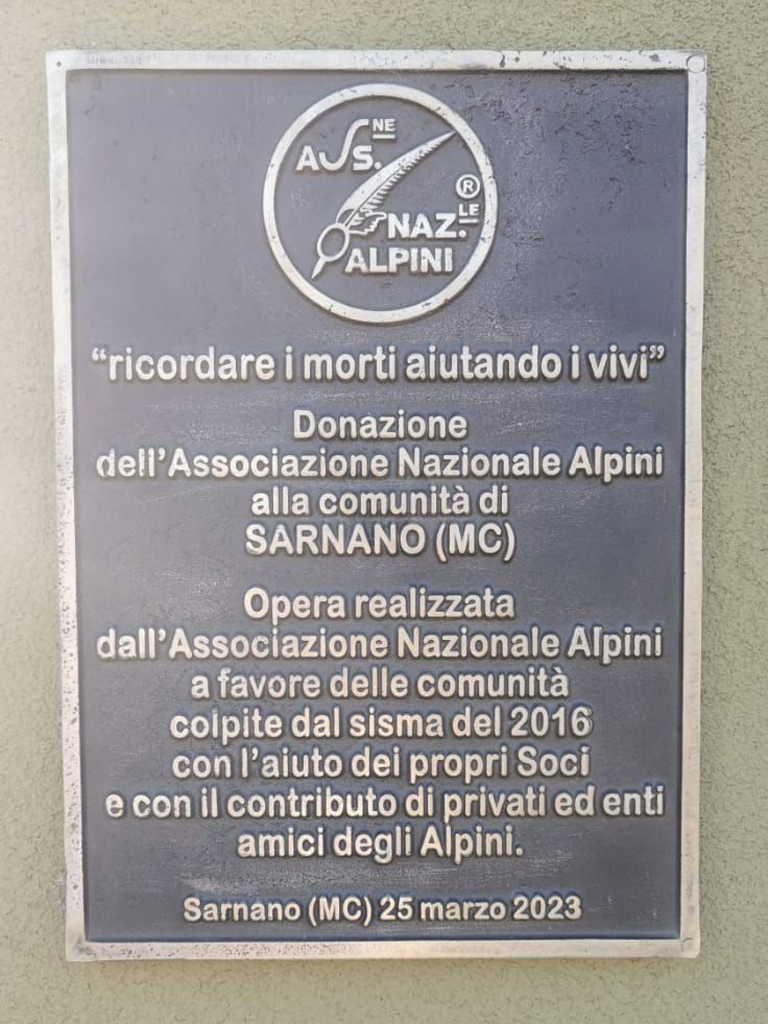 ASS.NE
®
NAZ.LE
ALPINI
“ricordare i morti aiutando i vivi”
Donazione
dell’Associazione Nazionale Alpini
alla comunità di
SARNANO (MC)
Opera realizzata
dall’Associazione Nazionale Alpini
a favore delle comunità
colpite dal sisma del 2016
con l’aiuto dei propri Soci
e con il contributo di privati ed enti
amici degli Alpini.
Sarnano (MC) 25 marzo 2023